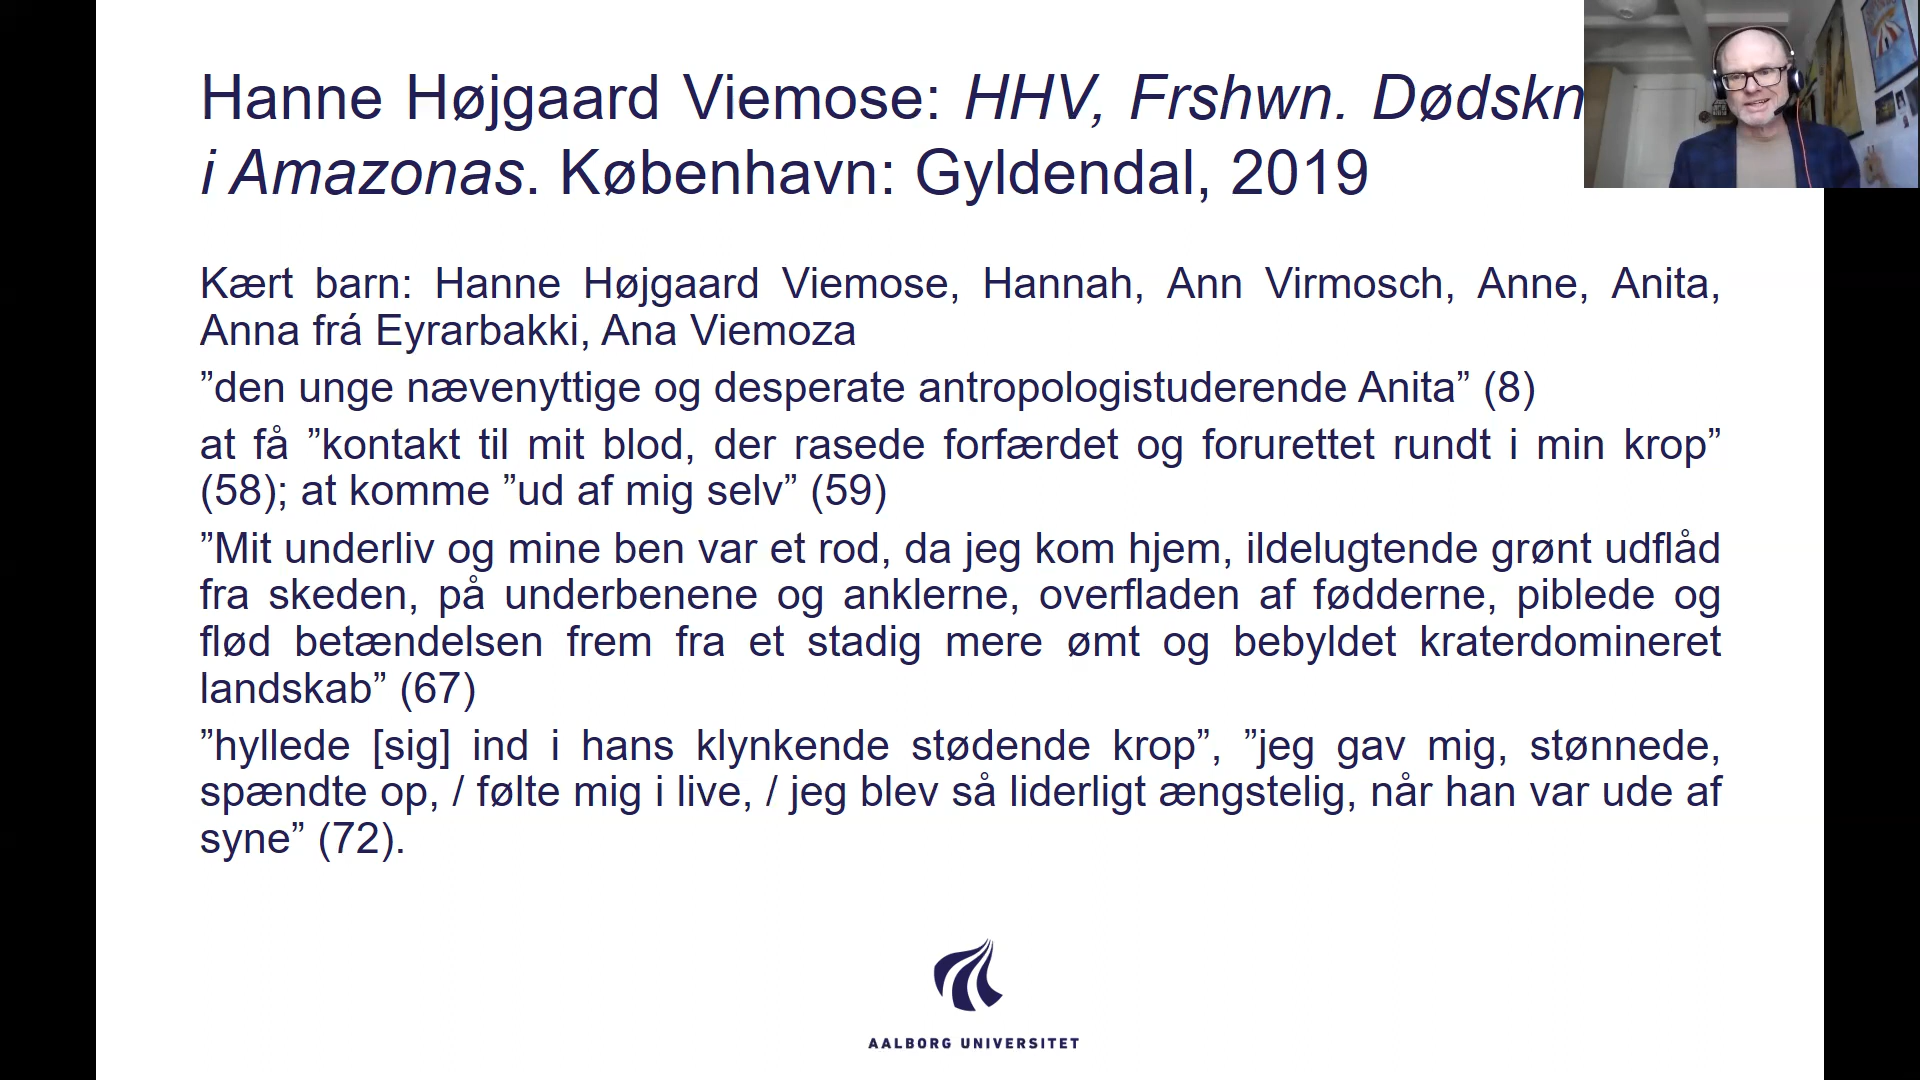 Hanne Højgaard Viemose: HHV, Frshwn. Dødskn
i Amazonas. København: Gyldendal, 2019
Kært barn: Hanne Højgaard Viemose, Hannah, Ann Virmosch, Anne, Anita,
Anna frá Eyrarbakki, Ana Viemoza
”den unge nævenyttige og desperate antropologistuderende Anita” (8)
at få ”kontakt til mit blod, der rasede forfærdet og forurettet rundt i min krop”
(58); at komme ”ud af mig selv” (59)
”Mit underliv og mine ben var et rod, da jeg kom hjem, ildelugtende grønt udflåd
fra skeden, på underbenene og anklerne, overfladen af fødderne, piblede og
flød betændelsen frem fra et stadig mere ømt og bebyldet kraterdomineret
landskab” (67)
”hyllede [sig] ind i hans klynkende stødende krop”, ”jeg gav mig, stønnede,
spændte op, / følte mig i live, / jeg blev så liderligt ængstelig, når han var ude af
syne” (72).
AALBORG UNIVERSITET